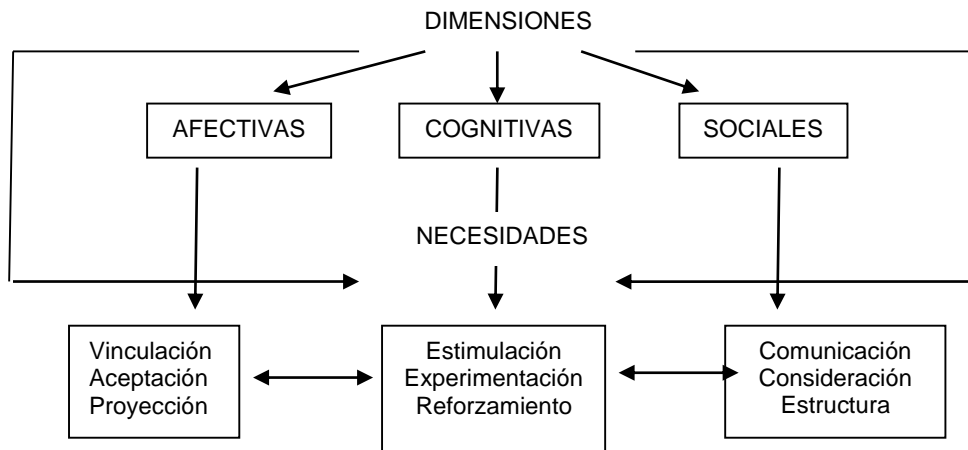 DIMENSIONES
AFECTIVAS
COGNITIVAS
SOCIALES
NECESIDADES
Vinculación
Aceptación
Proyección
Estimulación
Experimentación
Reforzamiento
Comunicación
Consideración
Estructura